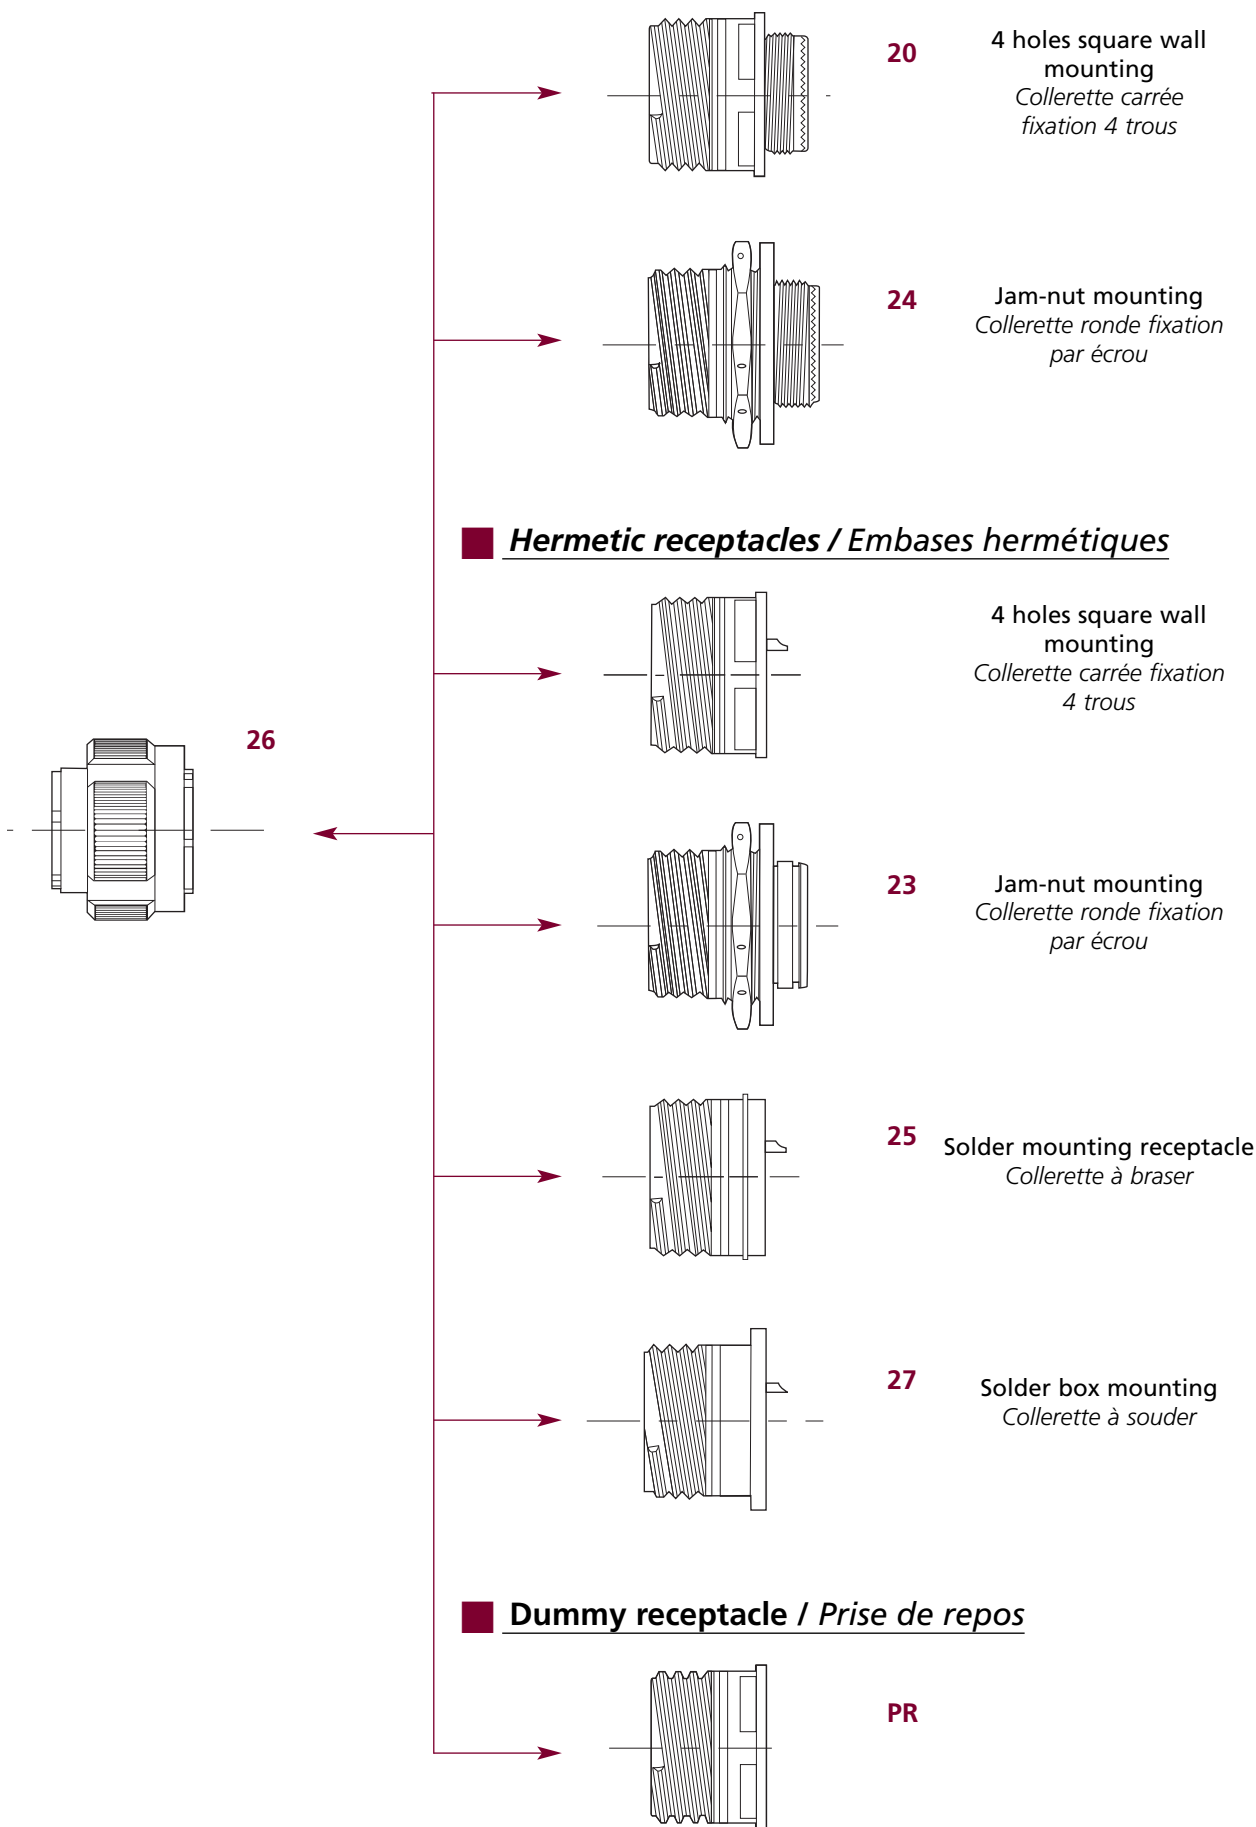 20
4 holes square wall
mounting
Collerette carrée
fixation 4 trous
24
Jam-nut mounting
Collerette ronde fixation
par écrou
Hermetic receptacles / Embases hermétiques
4 holes square wall
mounting
Collerette carrée fixation
4 trous
26
23
Jam-nut mounting
Collerette ronde fixation
par écrou
25
Solder mounting receptacle
Collerette à braser
27
Solder box mounting
Collerette à souder
Dummy receptacle / Prise de repos
PR